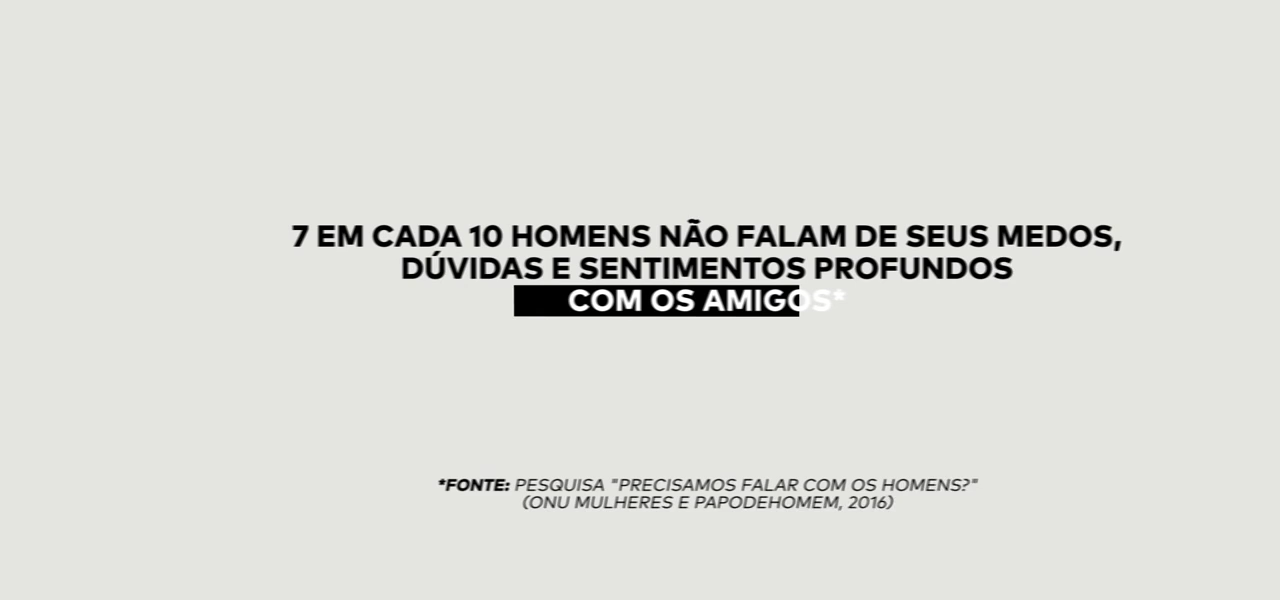 7 EM CADA 10 HOMENS NÃO FALAM DE SEUS MEDOS,
DÚVIDAS E SENTIMENTOS PROFUNDOS
COM OS AMIGOS*
*FONTE: PESQUISA "PRECISAMOS FALAR COM OS HOMENS?"
(ONU MULHERES E PAPODEHOMEM, 2016)